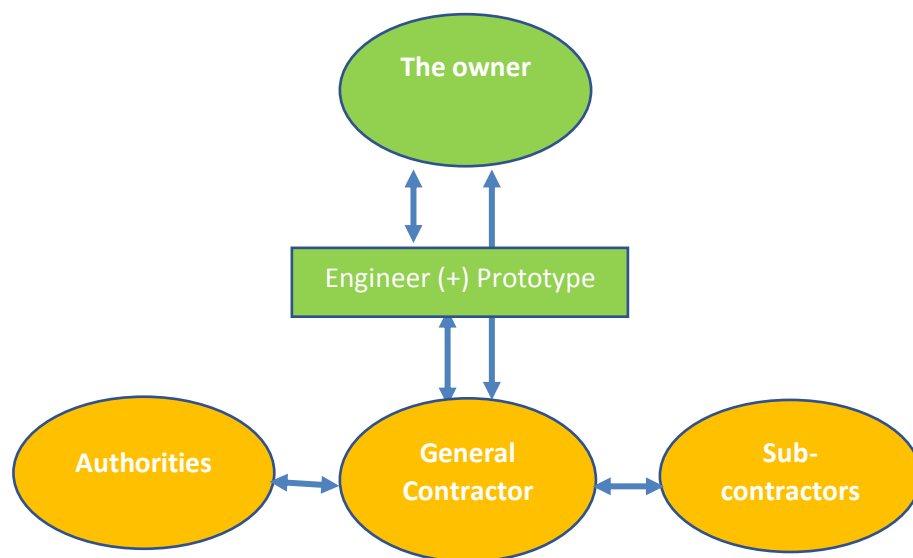 The owner
Engineer (+) Prototype
Authorities
General
Contractor
Sub-
contractors